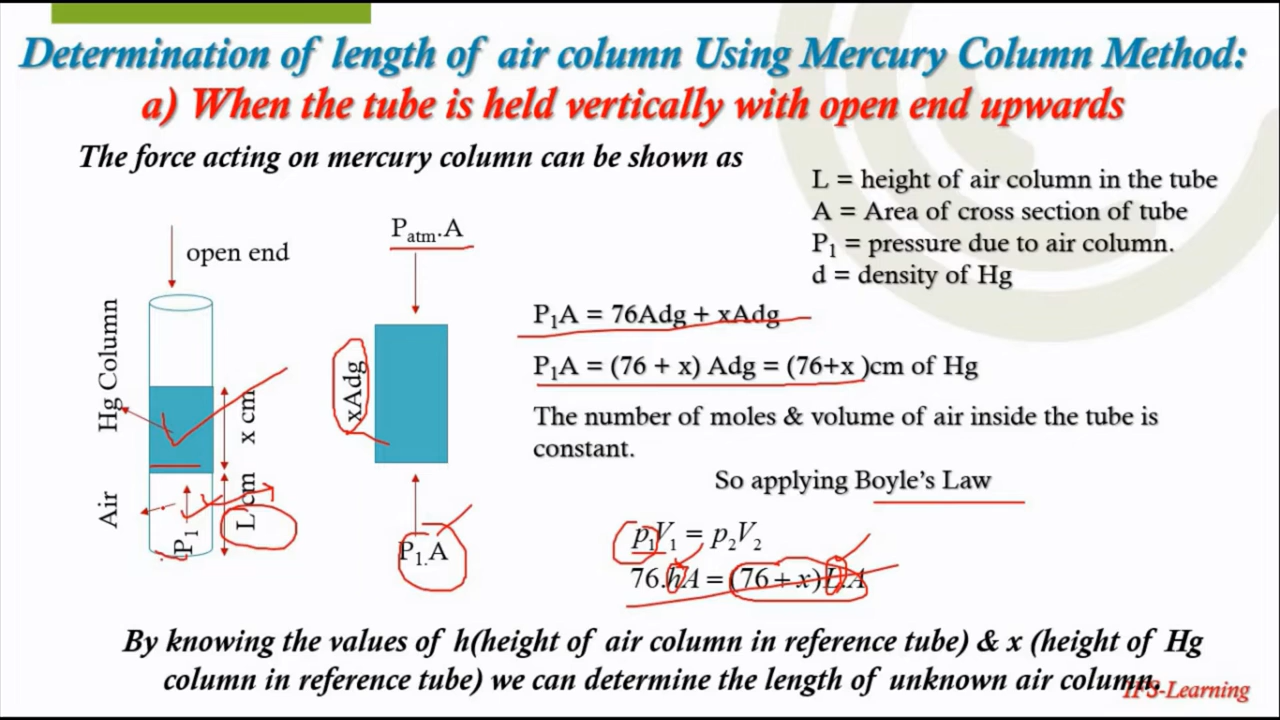 Determination of length of air column Using Mercury Column Method:
a) When the tube is held vertically with open end upwards
The force acting on mercury column can be shown as
L = height of air column in the tube
A = Area of cross section of tube
P₁ = pressure due to air column.
d = density of Hg
open end
Hg Column
x cm
Air
P₁
L cm
Pₐₜₘ.A
xAdg
P₁.A
P₁A = 76Adg + xAdg
P₁A = (76 + x) Adg = (76+x )cm of Hg
The number of moles & volume of air inside the tube is
constant.
So applying Boyle's Law
p₁V₁ = p₂V₂
76.hA = (76 + x)L.A
By knowing the values of h(height of air column in reference tube) & x (height of Hg
column in reference tube) we can determine the length of unknown air column.
IFS-Learning